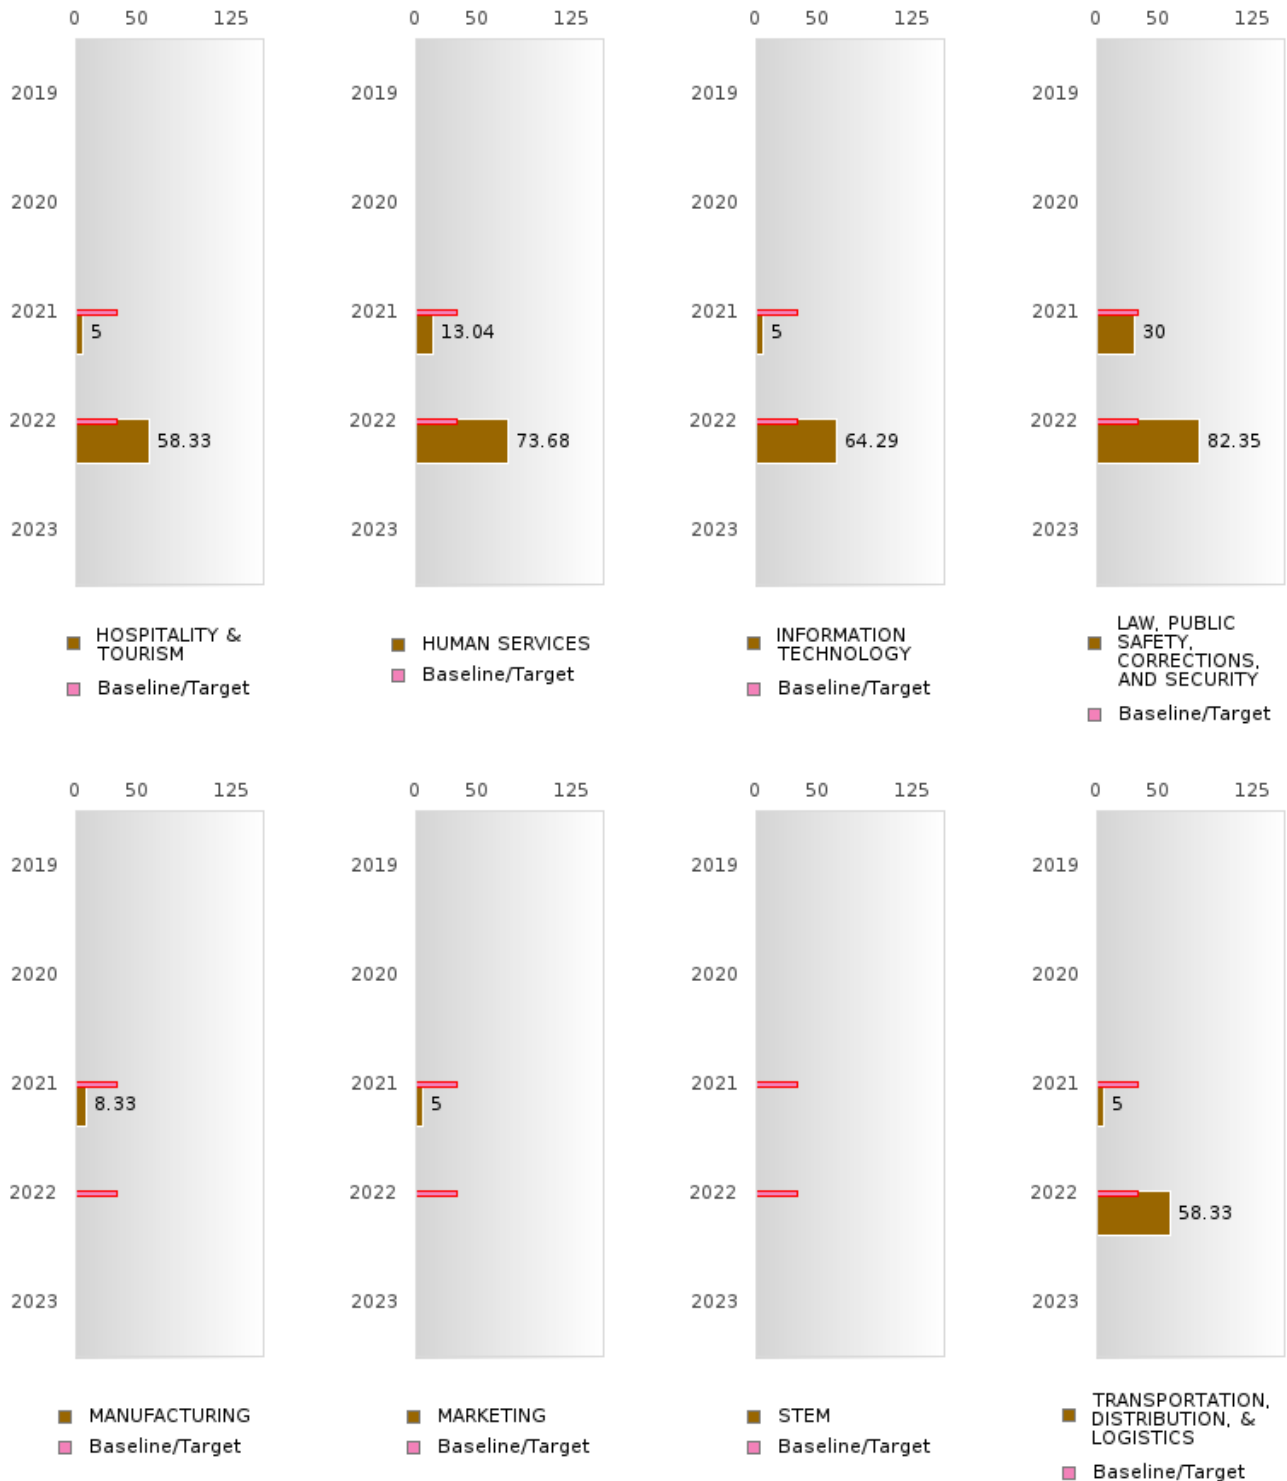 0 50 125
0 50 125
0 50 125
0 50 125
2019
2019
2019
2019
2020
2020
2020
2020
2021
5
2021
13.04
2021
5
2021
30
2022
58.33
2022
73.68
2022
64.29
2022
82.35
2023
2023
2023
2023
HOSPITALITY &
TOURISM
Baseline/Target
HUMAN SERVICES
Baseline/Target
INFORMATION
TECHNOLOGY
Baseline/Target
LAW, PUBLIC
SAFETY,
CORRECTIONS,
AND SECURITY
Baseline/Target
0 50 125
0 50 125
0 50 125
0 50 125
2019
2019
2019
2019
2020
2020
2020
2020
2021
8.33
2021
5
2021
2021
5
2022
2022
2022
2022
58.33
2023
2023
2023
2023
MANUFACTURING
Baseline/Target
MARKETING
Baseline/Target
STEM
Baseline/Target
TRANSPORTATION,
DISTRIBUTION, &
LOGISTICS
Baseline/Target